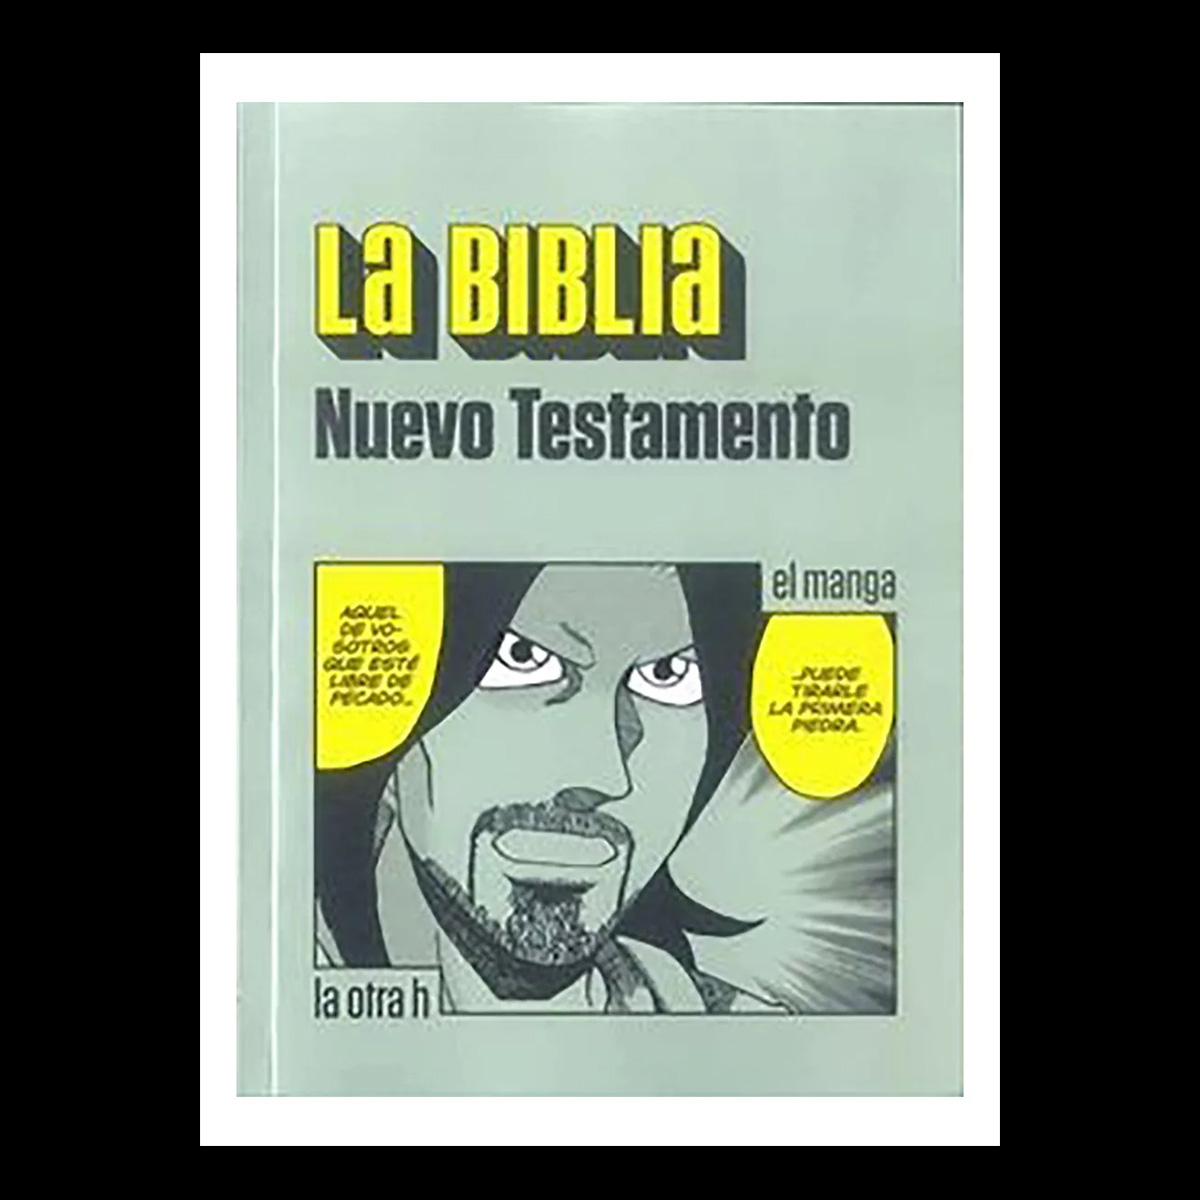 La BIBLIa
Nuevo Testamento
el manga
AQUEL
DE VO-
SOTROS
QUE ESTÉ
LIBRE DE
PECADO...
...PUEDE
TIRARLE
LA PRIMERA
PIEDRA.
la otra h